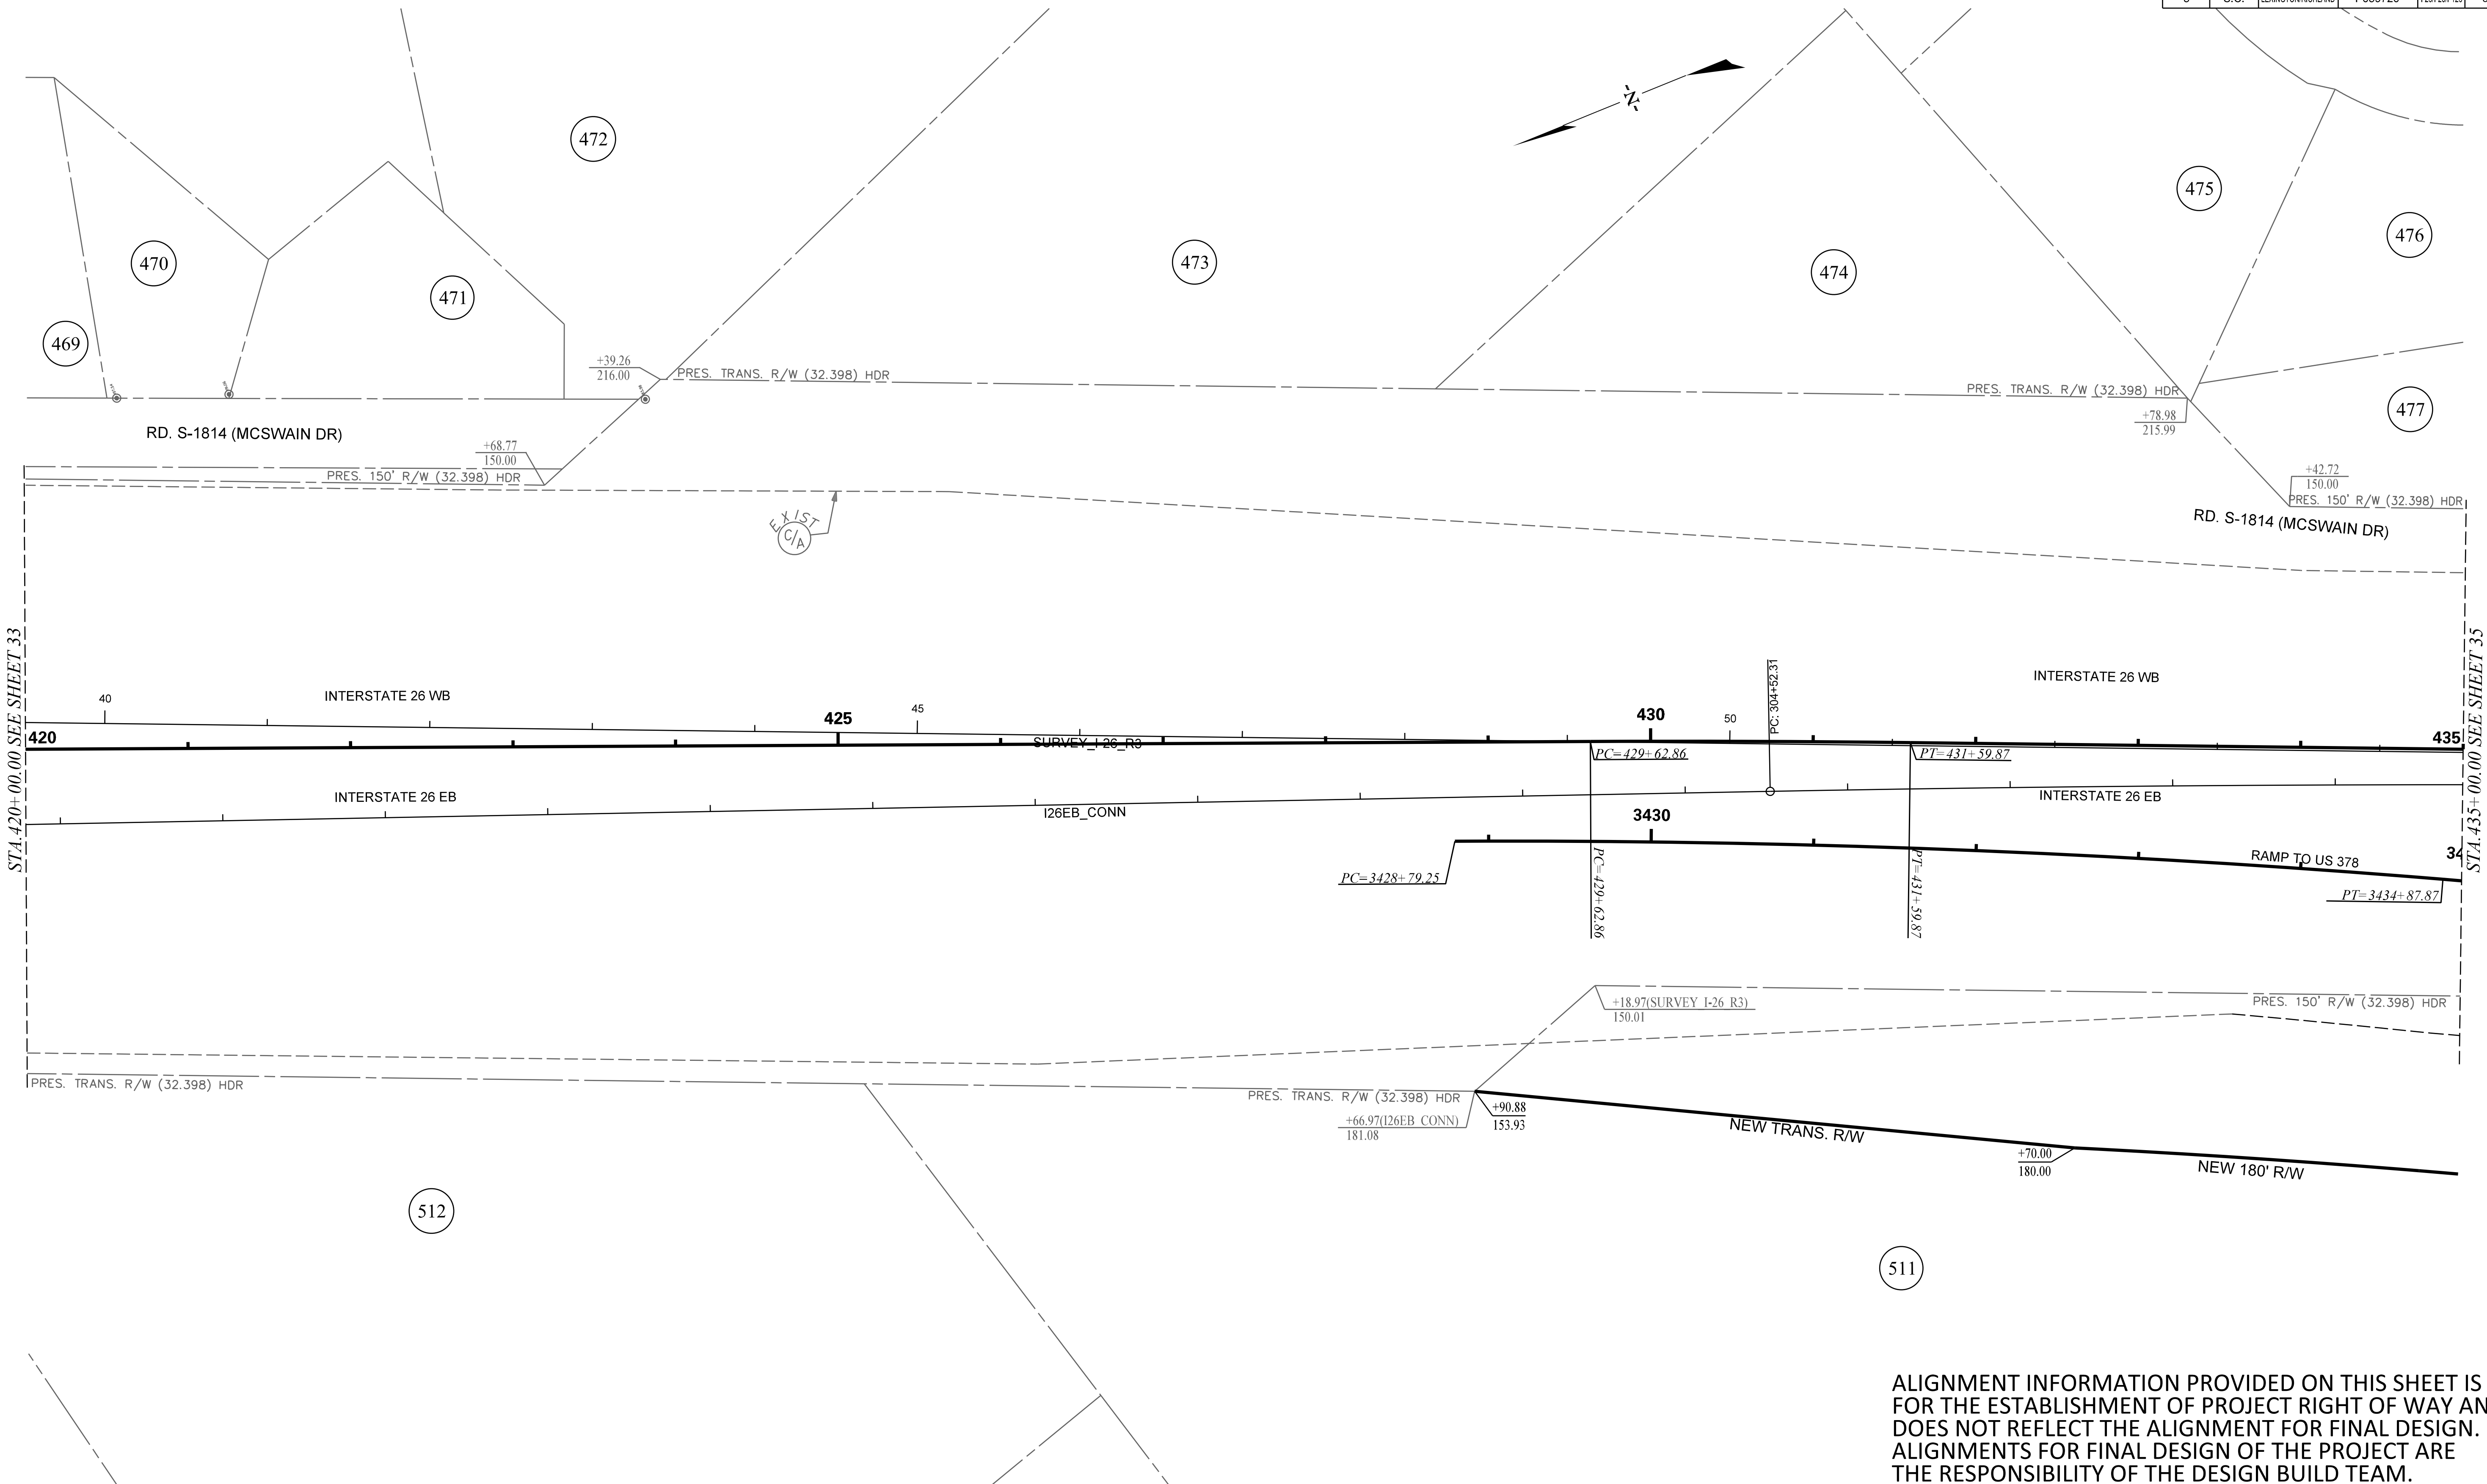 472
475
476
470
473
474
471
469
+39.26
216.00
PRES. TRANS. R/W (32.398) HDR
PRES. TRANS. R/W (32.398) HDR
+78.98
215.99
477
RD. S-1814 (MCSWAIN DR)
+68.77
150.00
PRES. 150' R/W (32.398) HDR
+42.72
150.00
PRES. 150' R/W (32.398) HDR
RD. S-1814 (MCSWAIN DR)
EXIST
C/A
-N-
STA.420+00.00 SEE SHEET 33
STA.435+00.00 SEE SHEET 35
40
INTERSTATE 26 WB
45
50
PC: 304+52.31
INTERSTATE 26 WB
420
425
430
435
SURVEY_I-26_R3
PC=429+62.86
PT=431+59.87
INTERSTATE 26 EB
I26EB_CONN
INTERSTATE 26 EB
3430
PC=3428+79.25
PC=429+62.86
PT=431+59.87
RAMP TO US 378
34
PT=3434+87.87
+18.97(SURVEY_I-26_R3)
150.01
PRES. 150' R/W (32.398) HDR
PRES. TRANS. R/W (32.398) HDR
PRES. TRANS. R/W (32.398) HDR
+66.97(I26EB_CONN)
181.08
+90.88
153.93
NEW TRANS. R/W
+70.00
180.00
NEW 180' R/W
512
511
ALIGNMENT INFORMATION PROVIDED ON THIS SHEET IS
FOR THE ESTABLISHMENT OF PROJECT RIGHT OF WAY AN
DOES NOT REFLECT THE ALIGNMENT FOR FINAL DESIGN.
ALIGNMENTS FOR FINAL DESIGN OF THE PROJECT ARE
THE RESPONSIBILITY OF THE DESIGN BUILD TEAM.